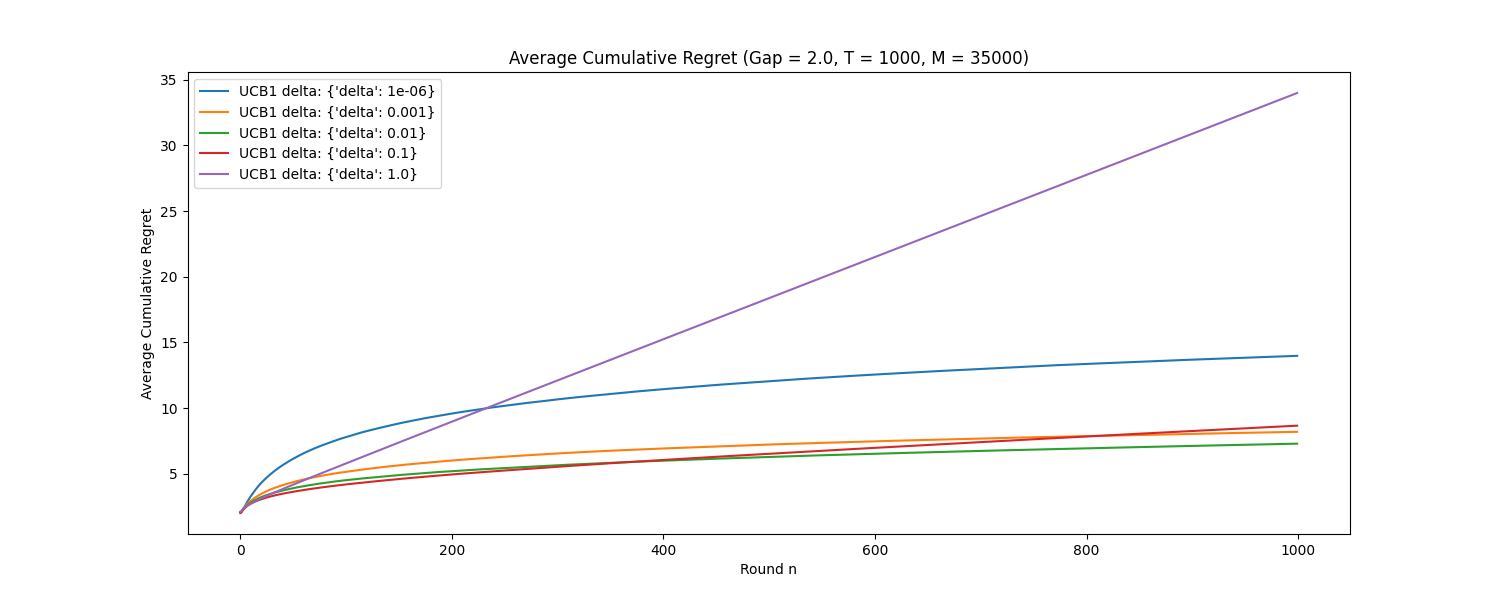 Average Cumulative Regret (Gap = 2.0, T = 1000, M = 35000)
UCB1 delta: {'delta': 1e-06}
UCB1 delta: {'delta': 0.001}
UCB1 delta: {'delta': 0.01}
UCB1 delta: {'delta': 0.1}
UCB1 delta: {'delta': 1.0}
Average Cumulative Regret
35
30
25
20
15
10
5
0
200
400
600
800
1000
Round n